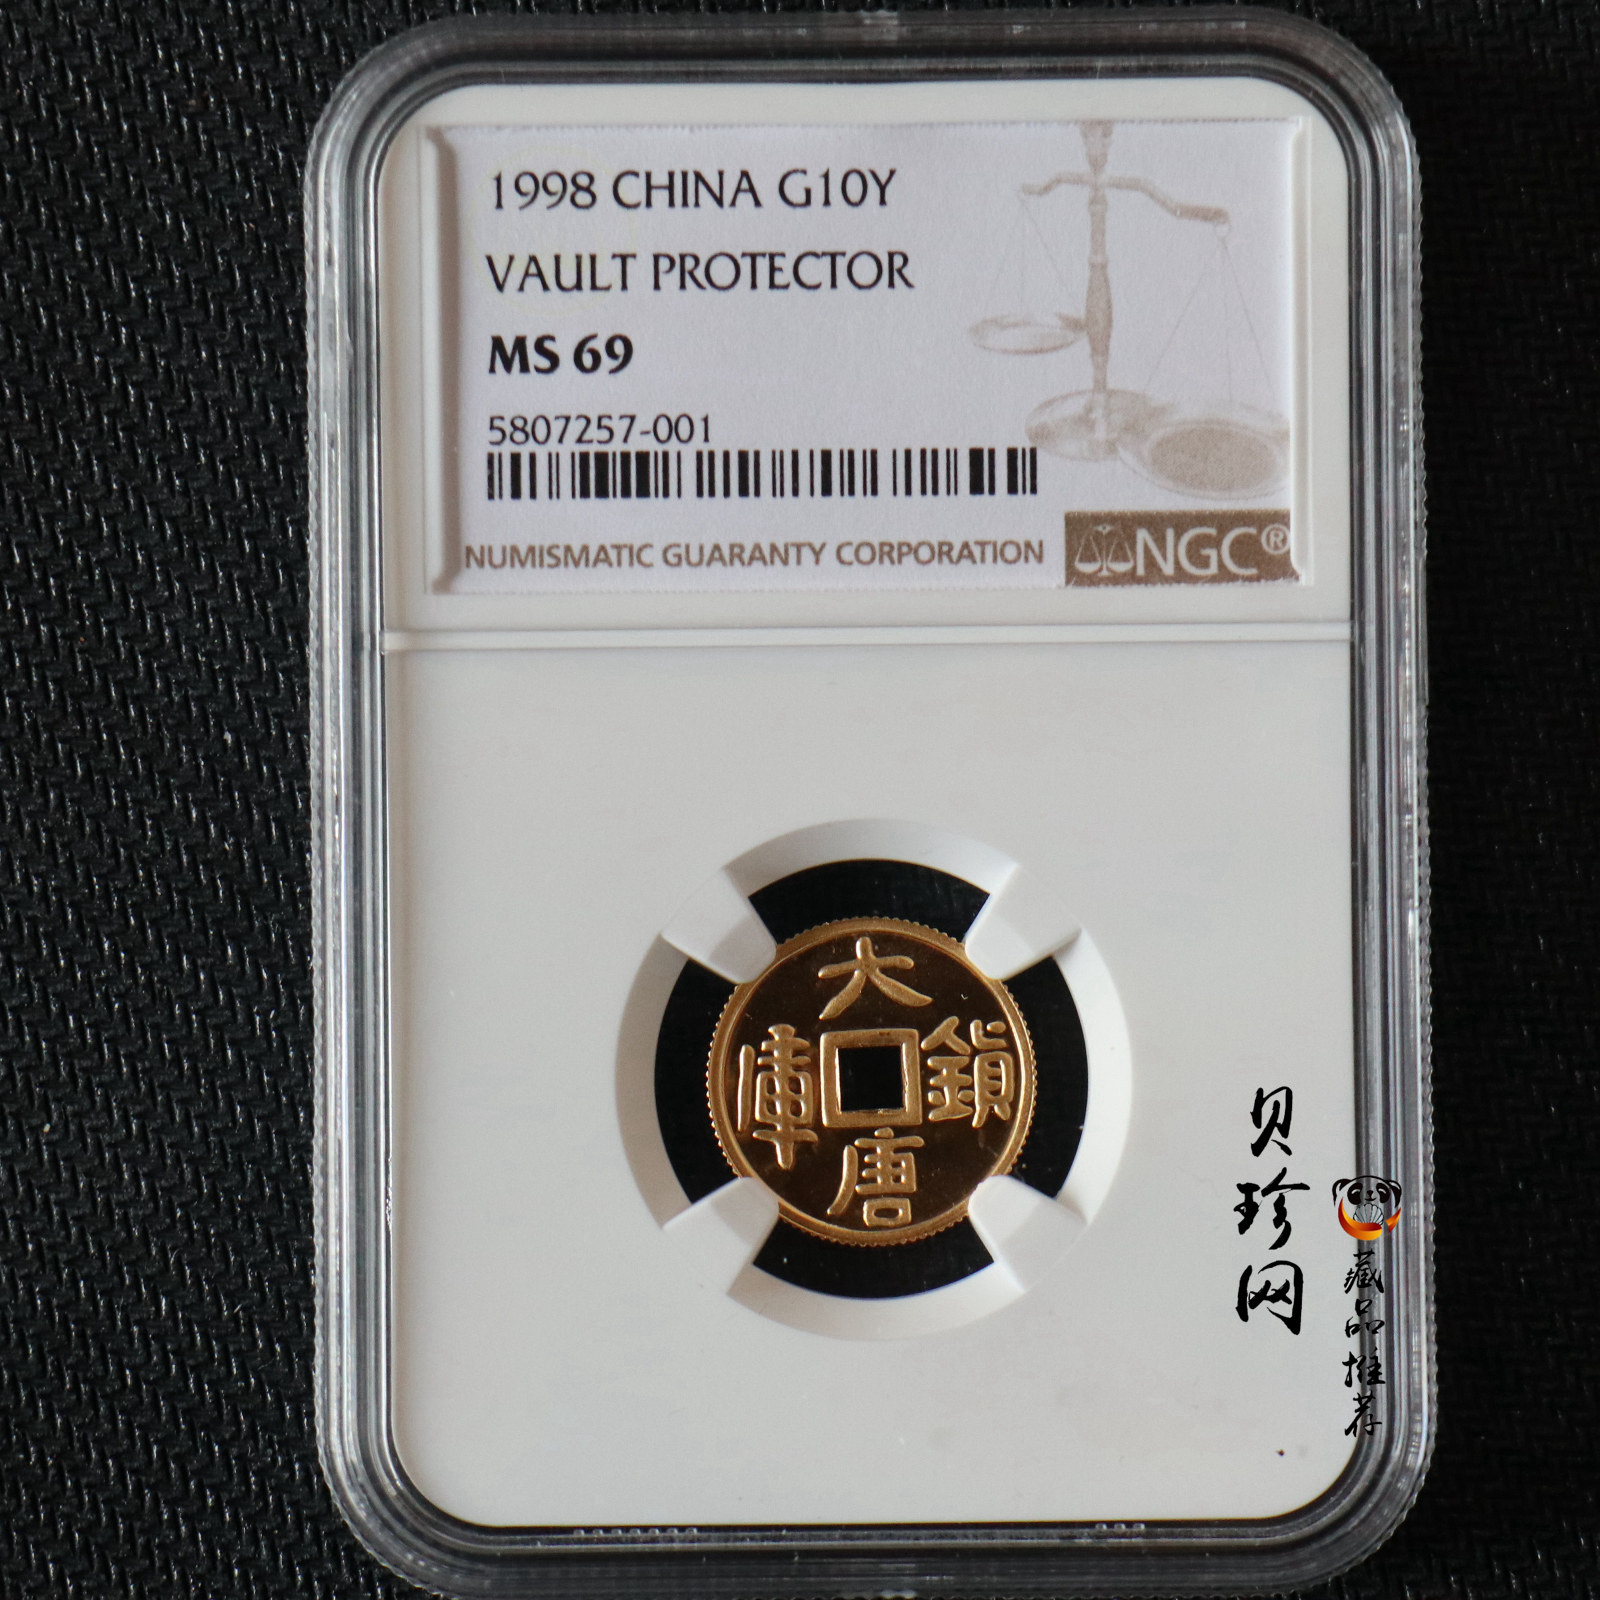 1998 CHINA G10Y
VAULT PROTECTOR
MS 69
5807257-001
NUMISMATIC GUARANTY CORPORATION
NGC®
大
庫
鎮
唐
贝珍网
藏品推荐